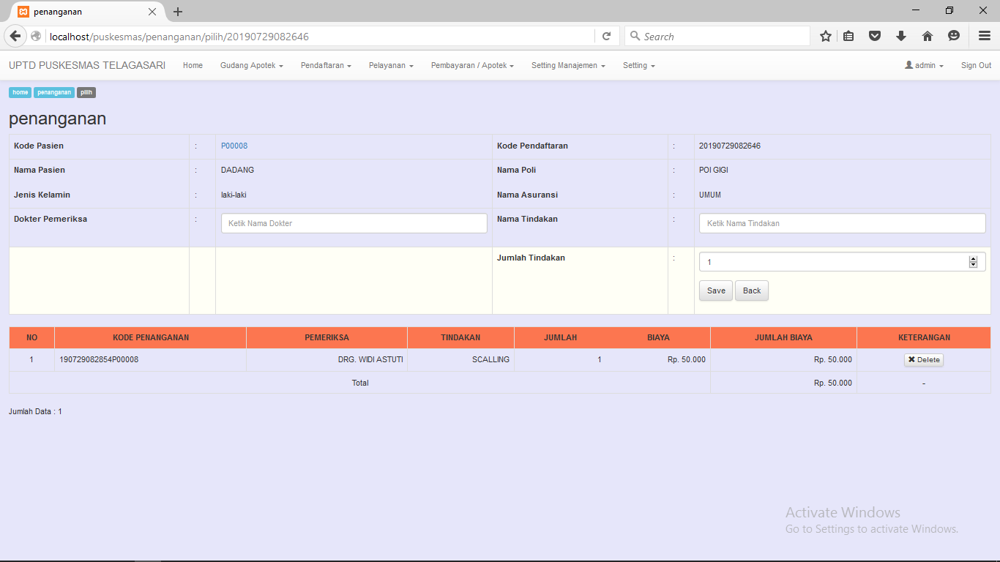 penanganan
localhost/puskesmas/penanganan/pilih/20190729082646
Search
UPTD PUSKESMAS TELAGASARI Home Gudang Apotek Pendaftaran Pelayanan Pembayaran / Apotek Setting Manajemen Setting admin Sign Out
home penanganan pilih
penanganan
Kode Pasien : P00008 Kode Pendaftaran : 20190729082646
Nama Pasien : DADANG Nama Poli : POI GIGI
Jenis Kelamin : laki-laki Nama Asuransi : UMUM
Dokter Pemeriksa : Ketik Nama Dokter Nama Tindakan : Ketik Nama Tindakan
Jumlah Tindakan : 1
Save Back
NO KODE PENANGANAN PEMERIKSA TINDAKAN JUMLAH BIAYA JUMLAH BIAYA KETERANGAN
1 190729082854P00008 DRG. WIDI ASTUTI SCALLING 1 Rp. 50.000 Rp. 50.000 Delete
Total Rp. 50.000 -
Jumlah Data : 1
Activate Windows
Go to Settings to activate Windows.